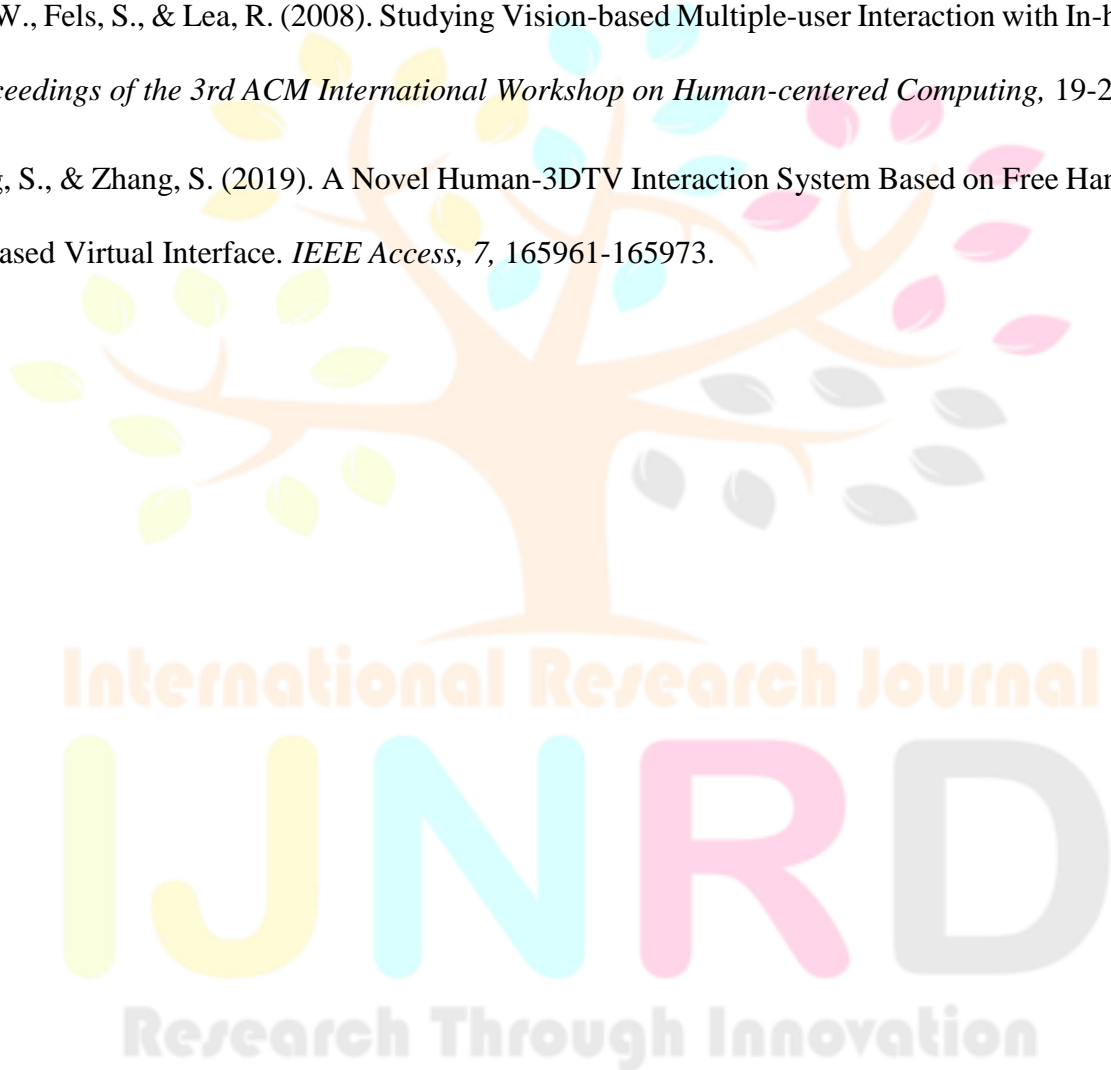 W., Fels, S., & Lea, R. (2008). Studying Vision-based Multiple-user Interaction with In-h
ceedings of the 3rd ACM International Workshop on Human-centered Computing, 19-2
g, S., & Zhang, S. (2019). A Novel Human-3DTV Interaction System Based on Free Han
ased Virtual Interface. IEEE Access, 7, 165961-165973.
International Research Journal
IJNRD
Research Through Innovation